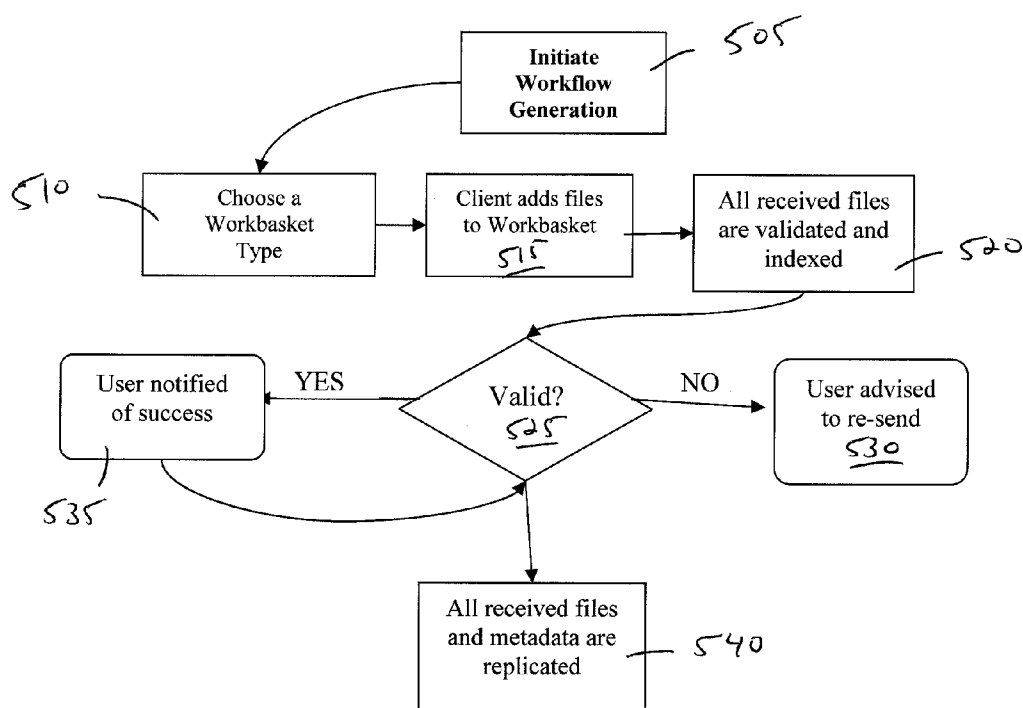 Initiate
Workflow
Generation
505
510
Choose a
Workbasket
Type
Client adds files
to Workbasket
515
All received files
are validated and
indexed
520
User notified
of success
535
YES
Valid?
525
NO
User advised
to re-send
530
All received files
and metadata are
replicated
540